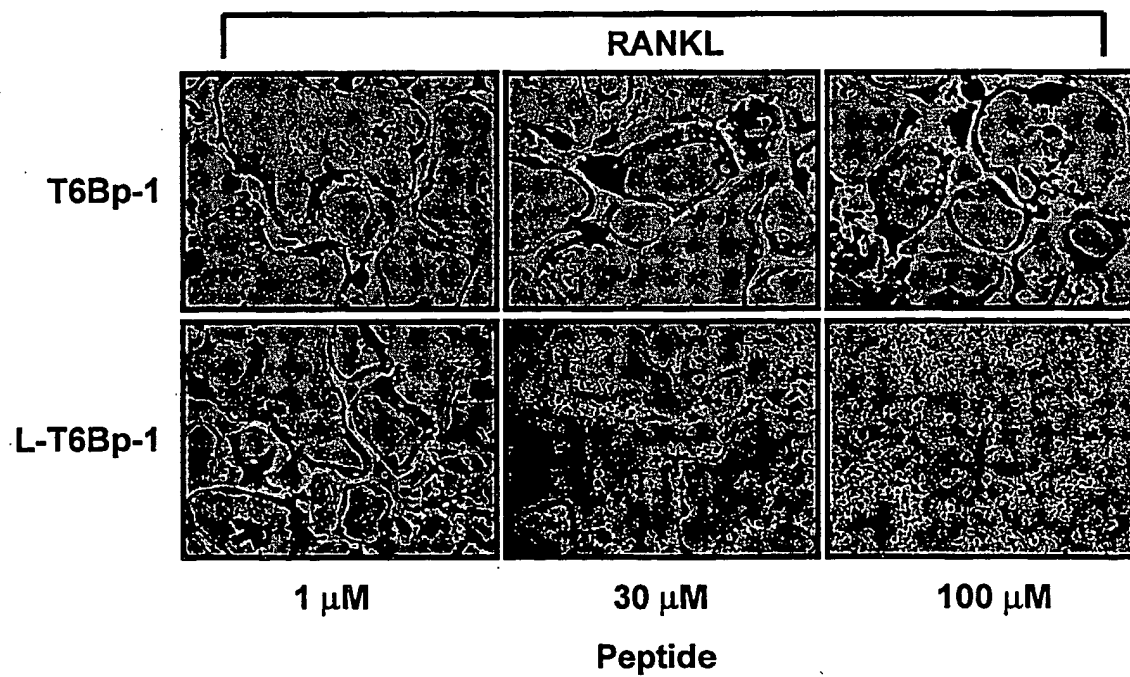 RANKL
T6Bp-1
L-T6Bp-1
1 μM 30 μM 100 μM
Peptide